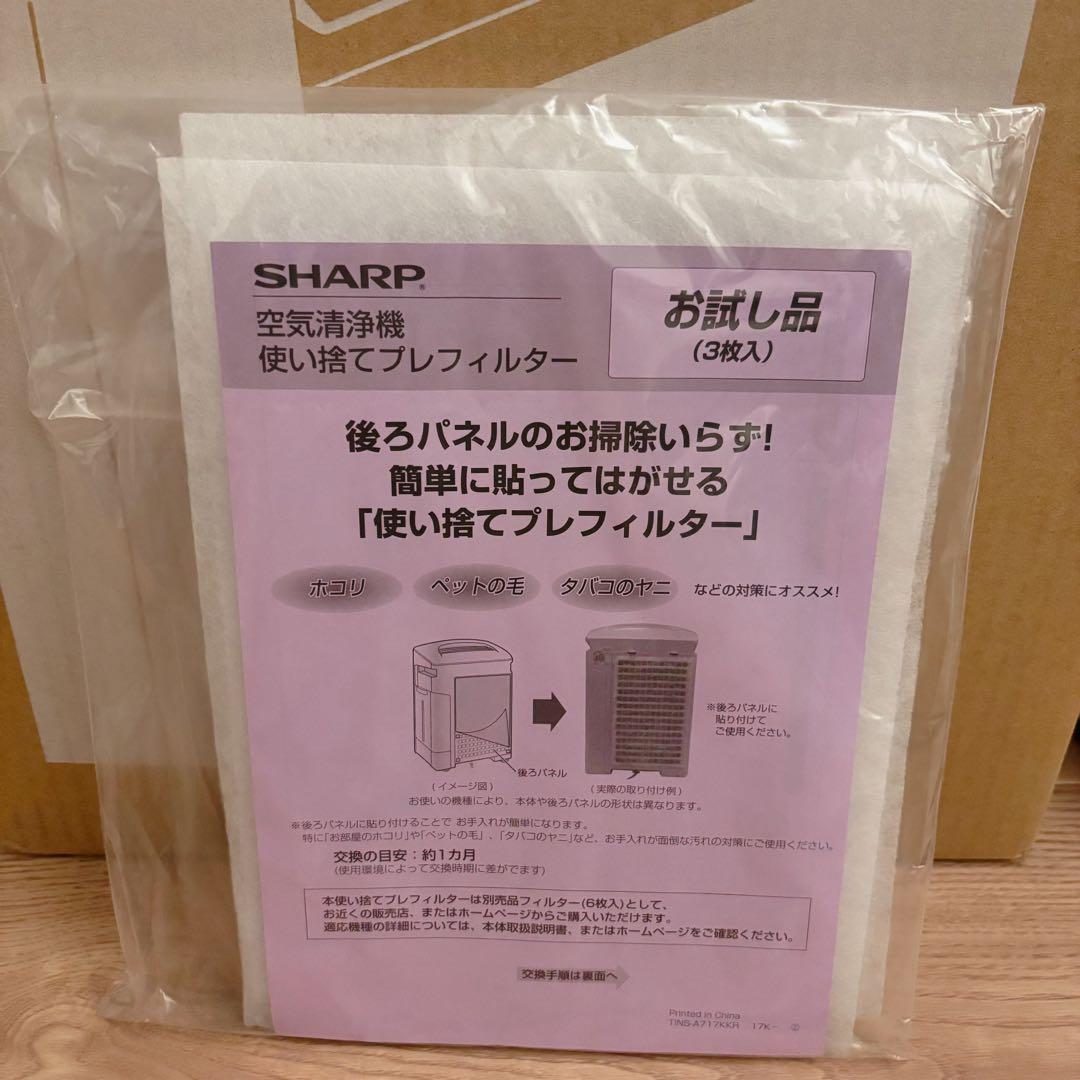 SHARP®
空気清浄機
使い捨てプレフィルター
お試し品
(3枚入)
後ろパネルのお掃除いらず!
簡単に貼ってはがせる
「使い捨てプレフィルター」
ホコリ ペットの毛 タバコのヤニ などの対策にオススメ!
※後ろパネルに
貼り付けて
ご使用ください。
後ろパネル
(イメージ図) (実際の取り付け例)
お使いの機種により、本体や後ろパネルの形状は異なります。
※後ろパネルに貼り付けることで お手入れが簡単になります。
特に「お部屋のホコリ」や「ペットの毛」、「タバコのヤニ」など、お手入れが面倒な汚れの対策にご使用ください。
交換の目安:約1カ月
(使用環境によって交換時期に差がでます)
本使い捨てプレフィルターは別売品フィルター(6枚入)として、
お近くの販売店、またはホームページからご購入いただけます。
適応機種の詳細については、本体取扱説明書、またはホームページをご確認ください。
交換手順は裏面へ
Printed in China
TINS-A717KKR 17K- ②